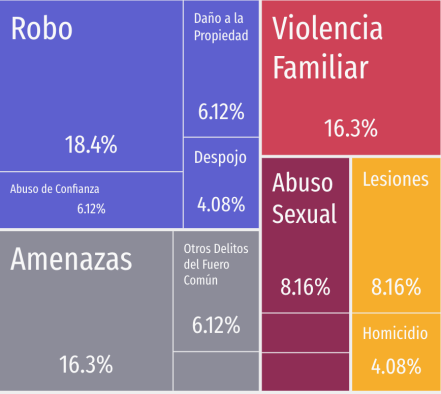 Robo
18.4%
Daño a la
Propiedad
6.12%
Abuso de Confianza
6.12%
Despojo
4.08%
Violencia
Familiar
16.3%
Amenazas
16.3%
Otros Delitos
del Fuero
Común
6.12%
Abuso
Sexual
8.16%
Lesiones
8.16%
Homicidio
4.08%